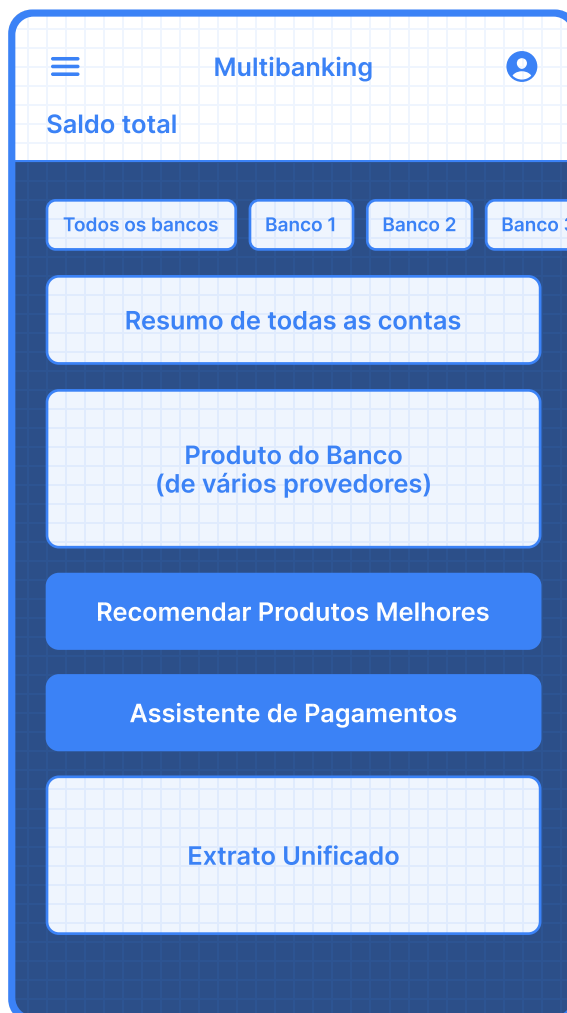 Multibanking
Saldo total
Todos os bancos Banco 1 Banco 2 Banco
Resumo de todas as contas
Produto do Banco
(de vários provedores)
Recomendar Produtos Melhores
Assistente de Pagamentos
Extrato Unificado